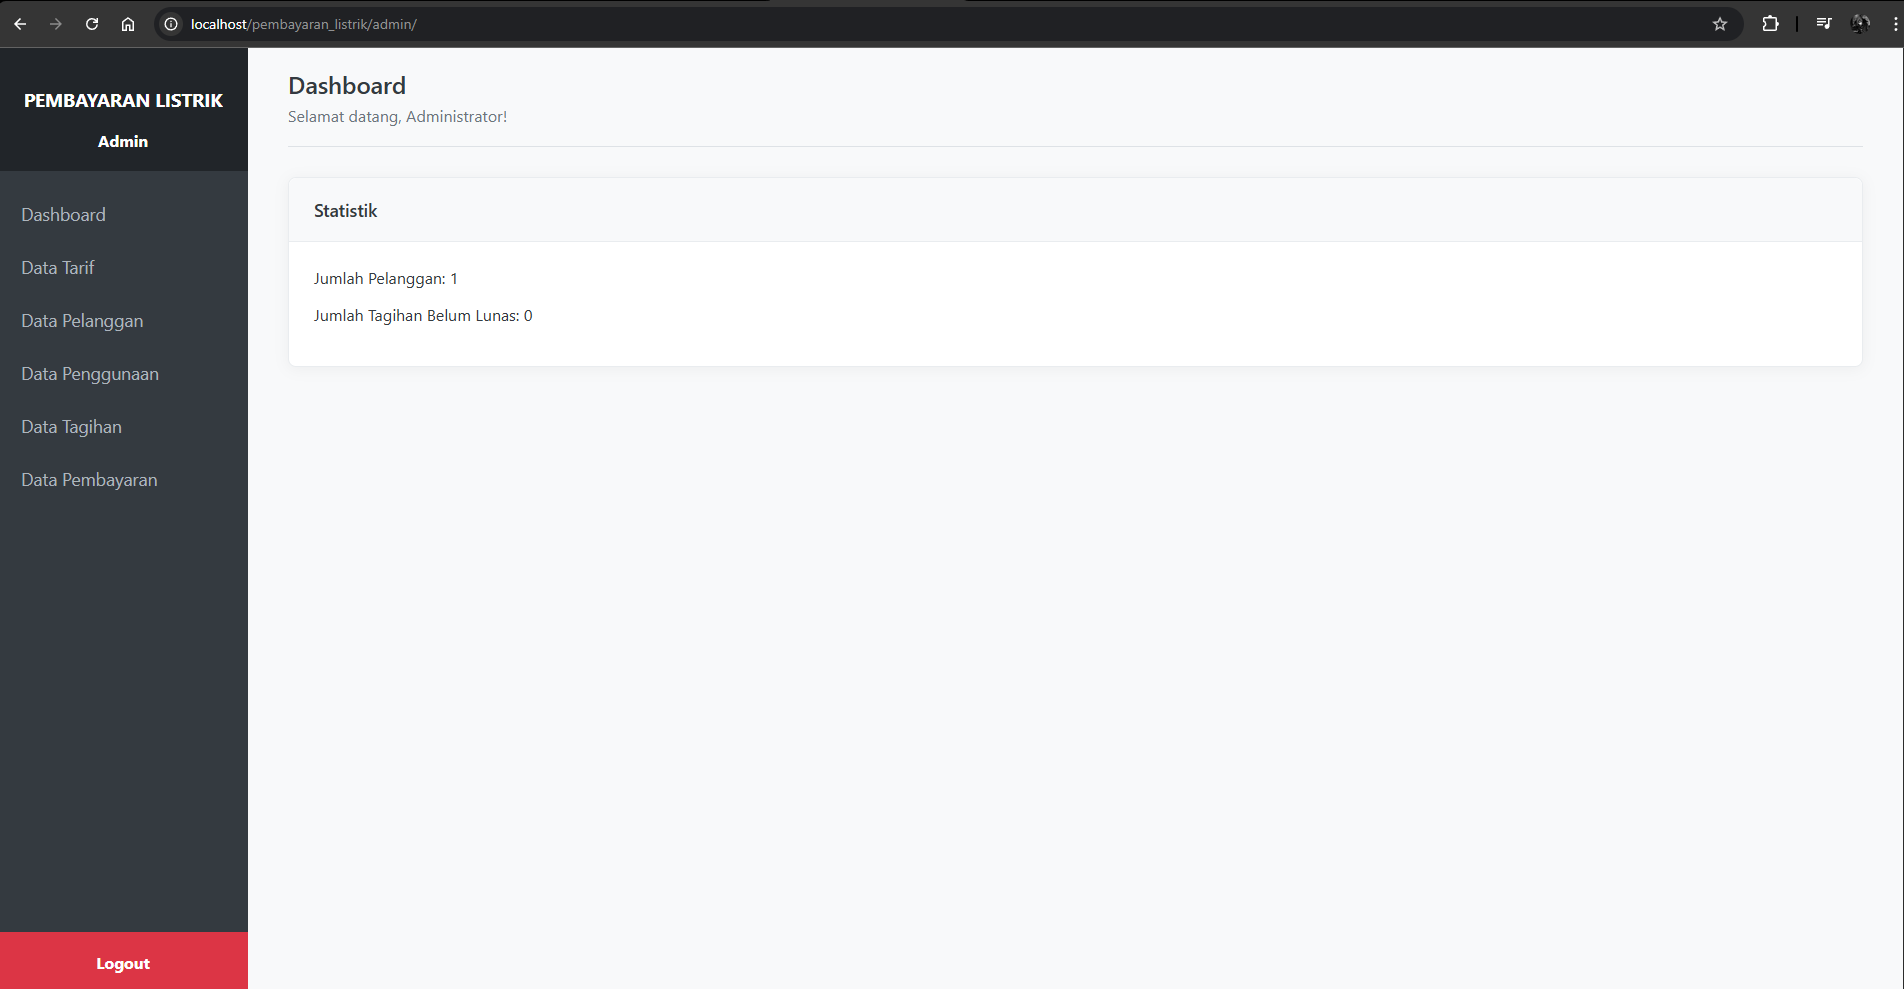 localhost/pembayaran_listrik/admin/
PEMBAYARAN LISTRIK
Admin
Dashboard
Data Tarif
Data Pelanggan
Data Penggunaan
Data Tagihan
Data Pembayaran
Logout
Dashboard
Selamat datang, Administrator!
Statistik
Jumlah Pelanggan: 1
Jumlah Tagihan Belum Lunas: 0